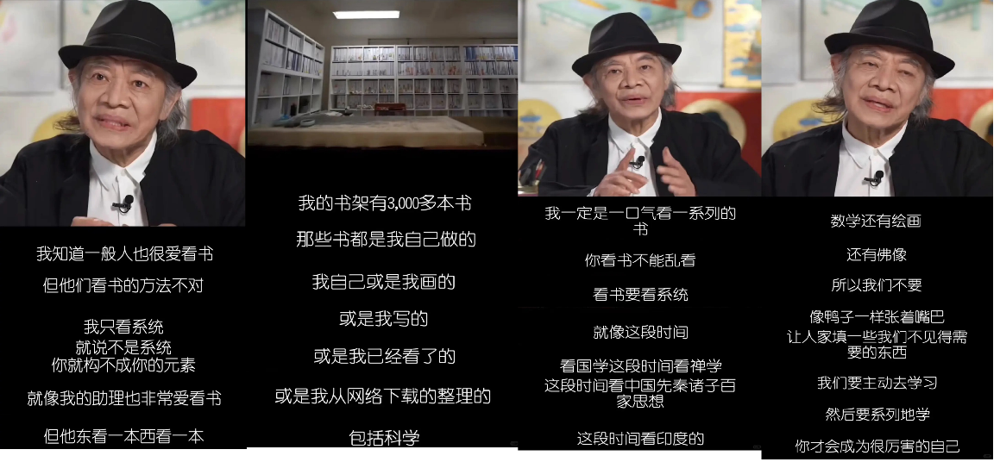 我知道一般人也很爱看书
但他们看书的方法不对
我只看系统
就说不是系统
你就构不成你的元素
就像我的助理也非常爱看书
但他东看一本西看一本
我的书架有3,000多本书
那些书都是我自己做的
我自己或是我画的
或是我写的
或是我已经看了的
或是我从网络下载的整理的
包括科学
我一定是一口气看一系列的
书
你看书不能乱看
看书要看系统
就像这段时间
看国学这段时间看禅学
这段时间看中国先秦诸子百
家思想
这段时间看印度的
数学还有绘画
还有佛像
所以我们不要
像鸭子一样张着嘴巴
让人家填一些我们不见得需
要的东西
我们要主动去学习
然后要系列地学
你才会成为很厉害的自己